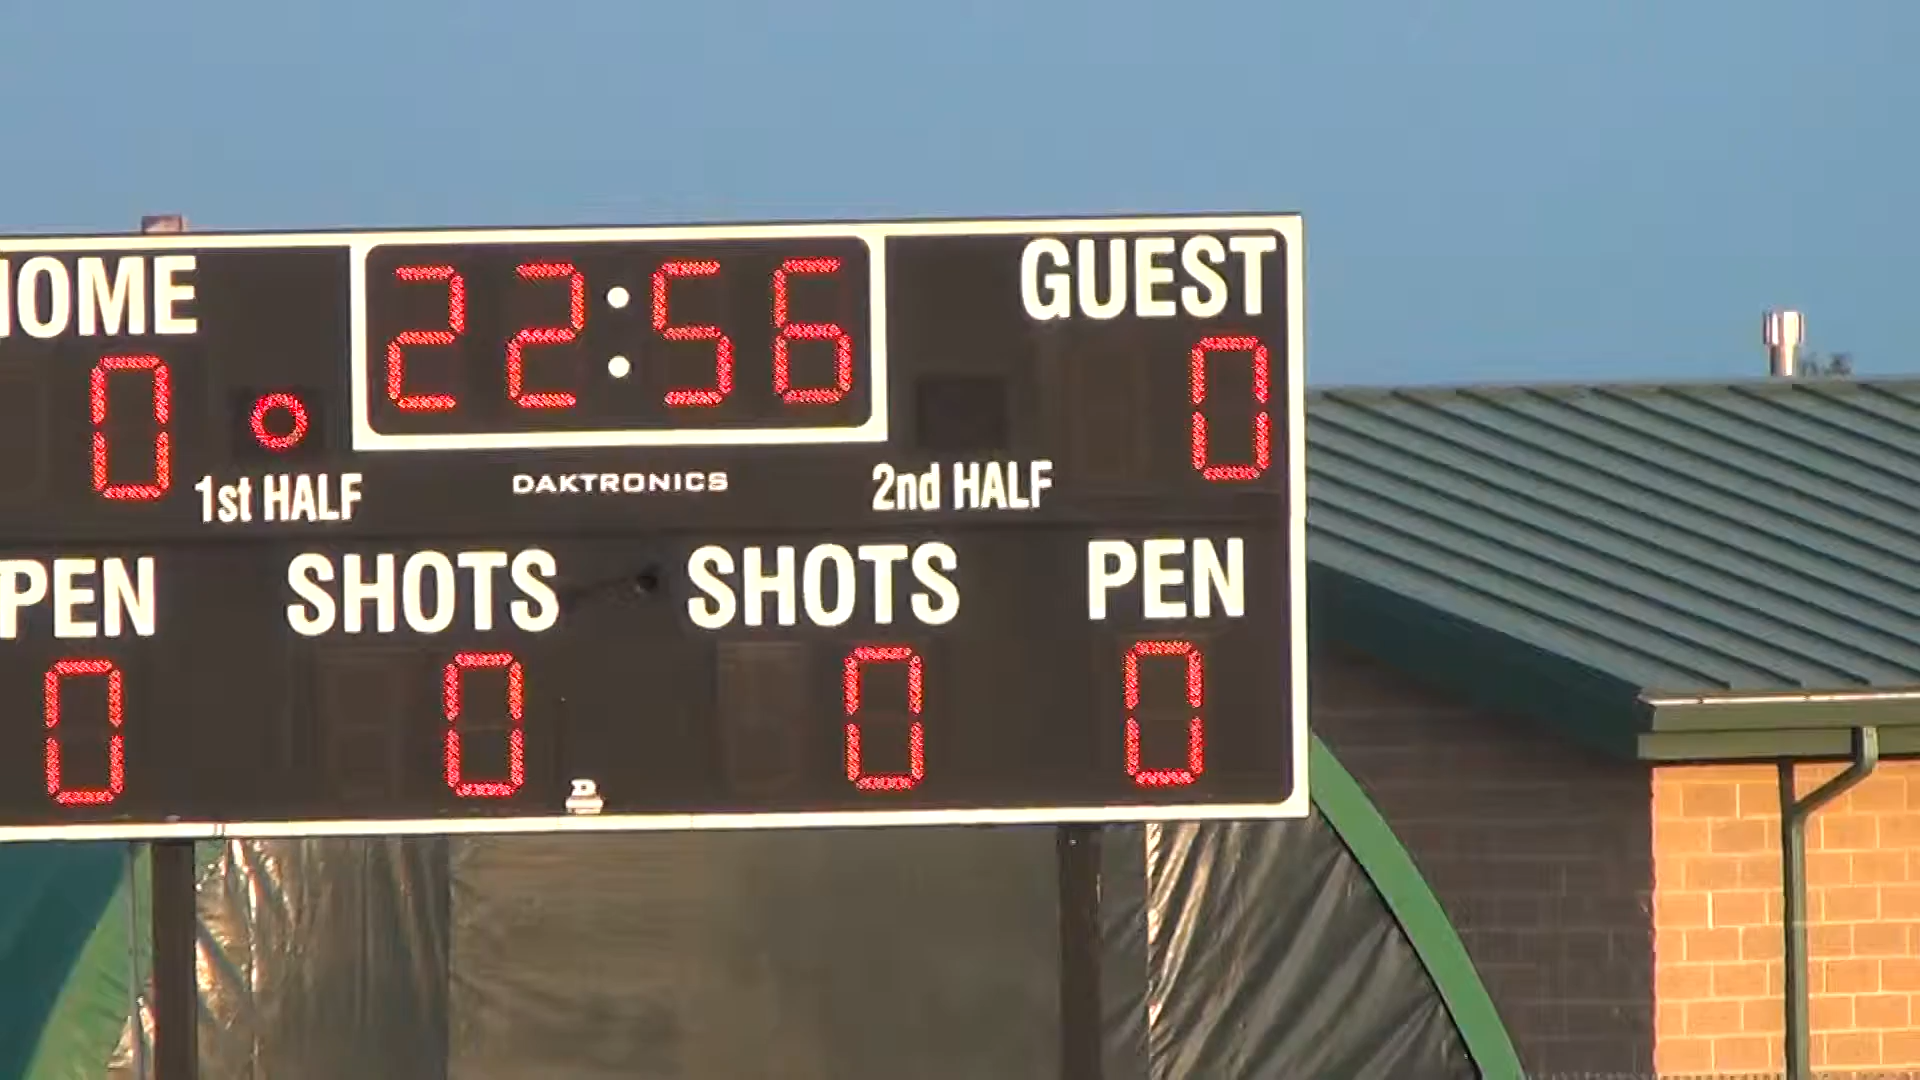 HOME 22:56 GUEST
0 0
1st HALF DAKTRONICS 2nd HALF
PEN SHOTS SHOTS PEN
0 0 0 0